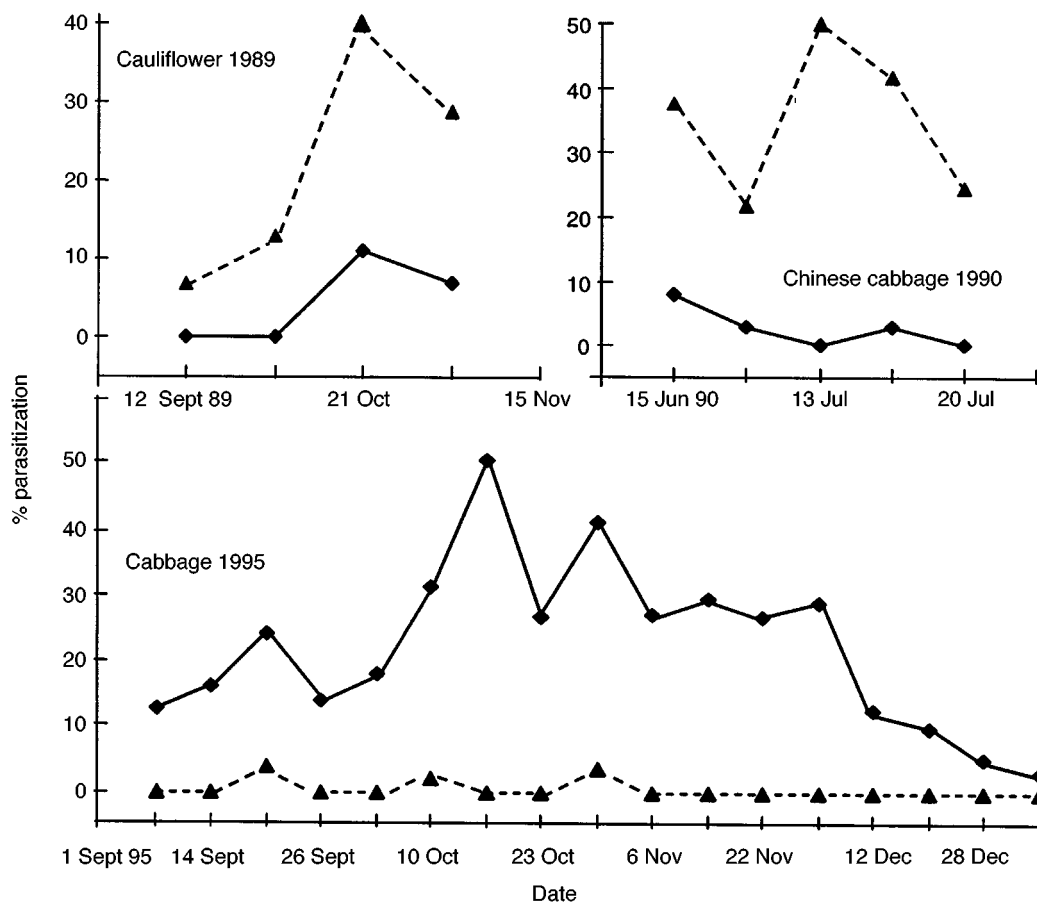 40
30
20
10
0
Cauliflower 1989
12 Sept 89 21 Oct 15 Nov
50
40
30
20
10
0
Chinese cabbage 1990
15 Jun 90 13 Jul 20 Jul
% parasitization
50
40
30
20
10
0
Cabbage 1995
1 Sept 95 14 Sept 26 Sept 10 Oct 23 Oct 6 Nov 22 Nov 12 Dec 28 Dec
Date